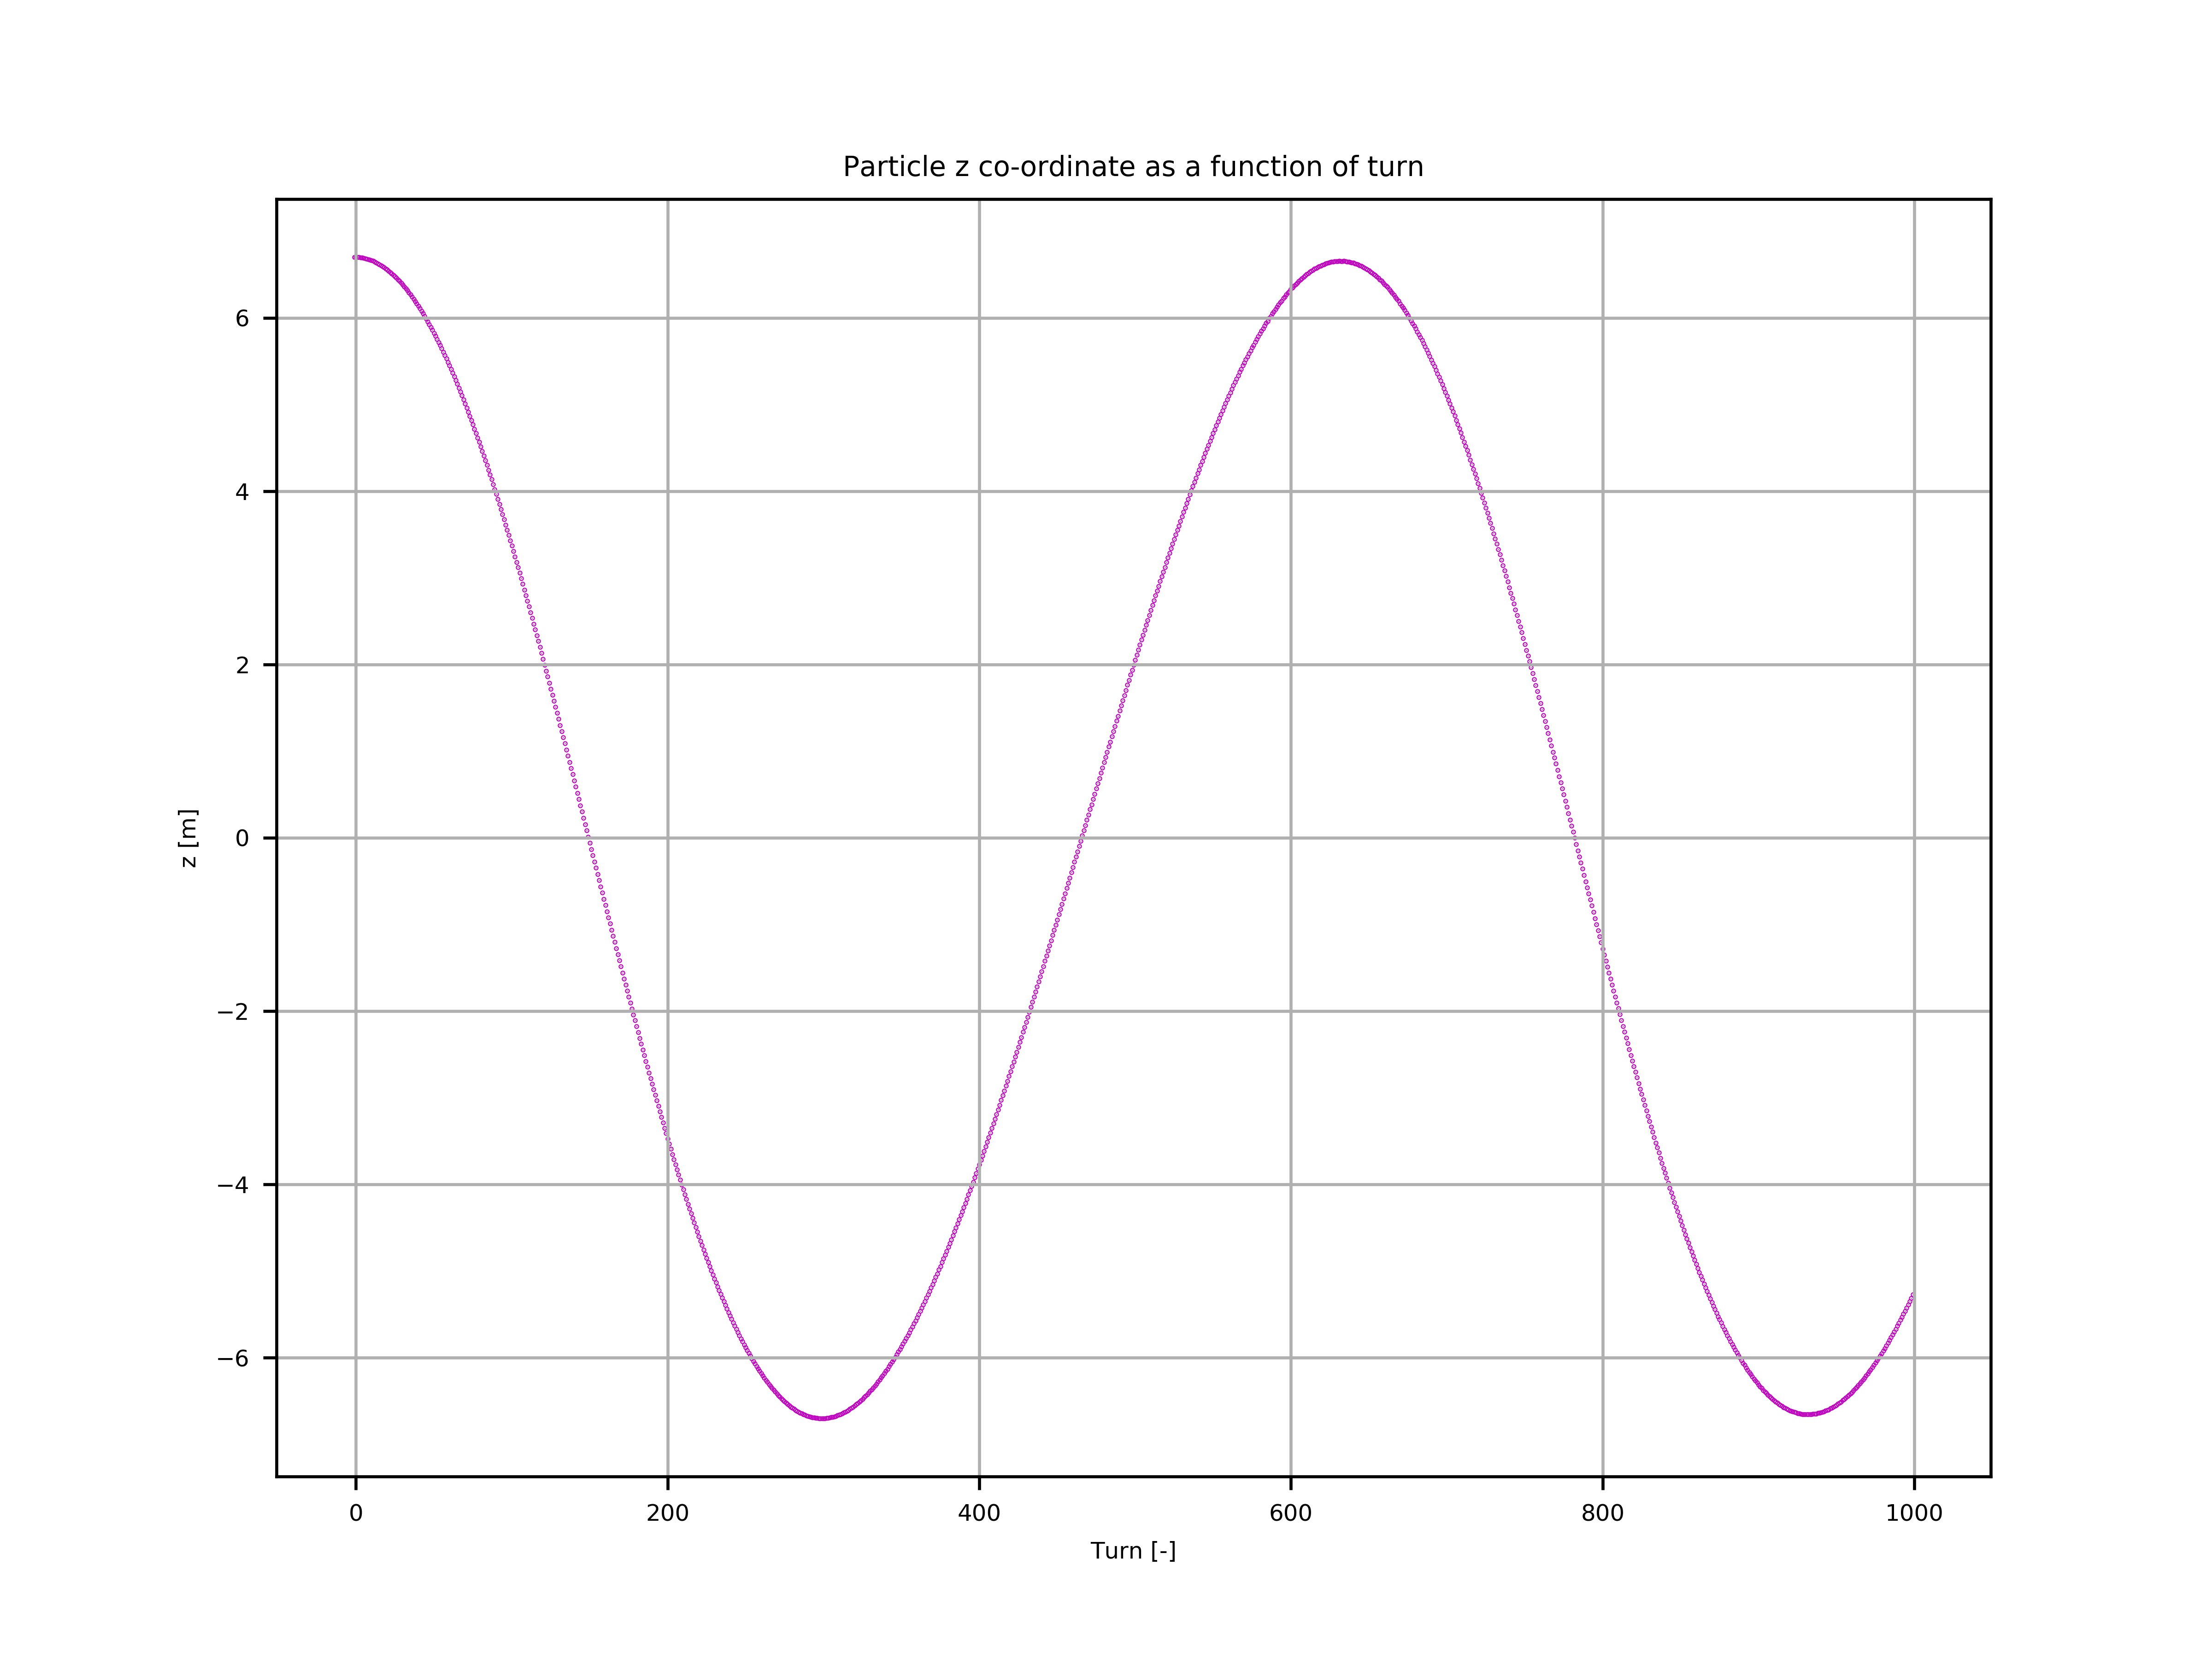 Particle z co-ordinate as a function of turn
z [m]
6
4
2
0
−2
−4
−6
0 200 400 600 800 1000
Turn [-]